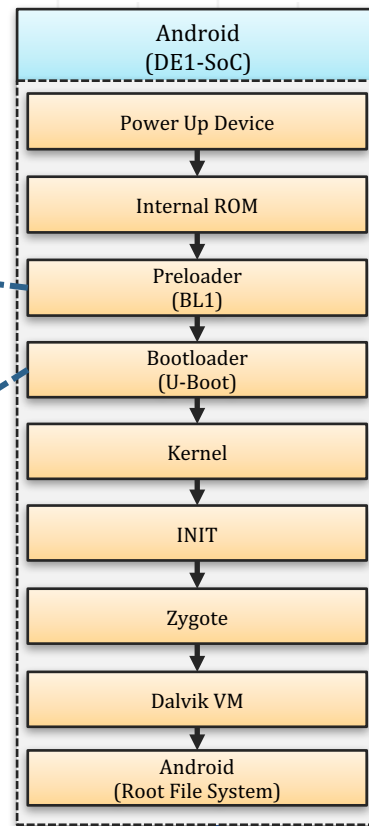 Android
(DE1-SoC)
Power Up Device
Internal ROM
Preloader
(BL1)
Bootloader
(U-Boot)
Kernel
INIT
Zygote
Dalvik VM
Android
(Root File System)